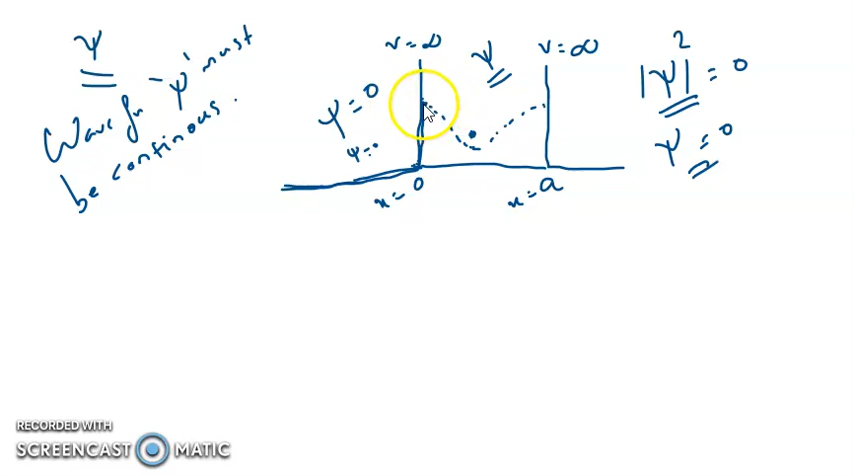 ψ
Wave fn – ψ' must
be continous.
v = ∞
v = ∞
ψ = 0
ψ = 0
ψ
|ψ|² = 0
ψ = 0
x = 0
x = a
RECORDED WITH
SCREENCAST MATIC